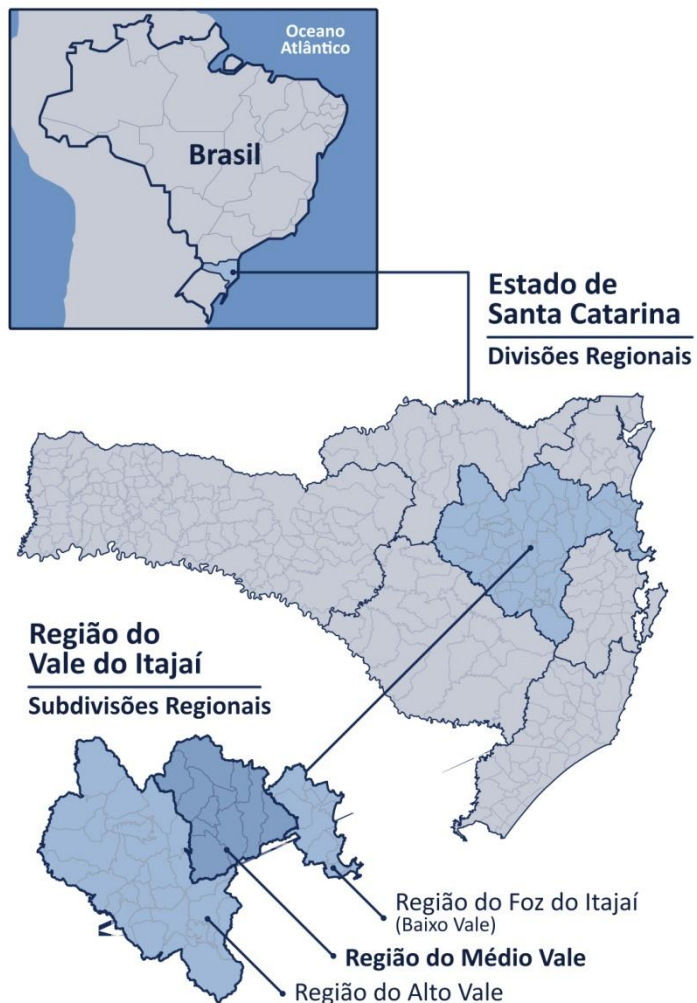 Oceano
Atlântico
Brasil
Estado de
Santa Catarina
Divisões Regionais
Região do
Vale do Itajaí
Subdivisões Regionais
Região do Foz do Itajaí
(Baixo Vale)
Região do Médio Vale
Região do Alto Vale